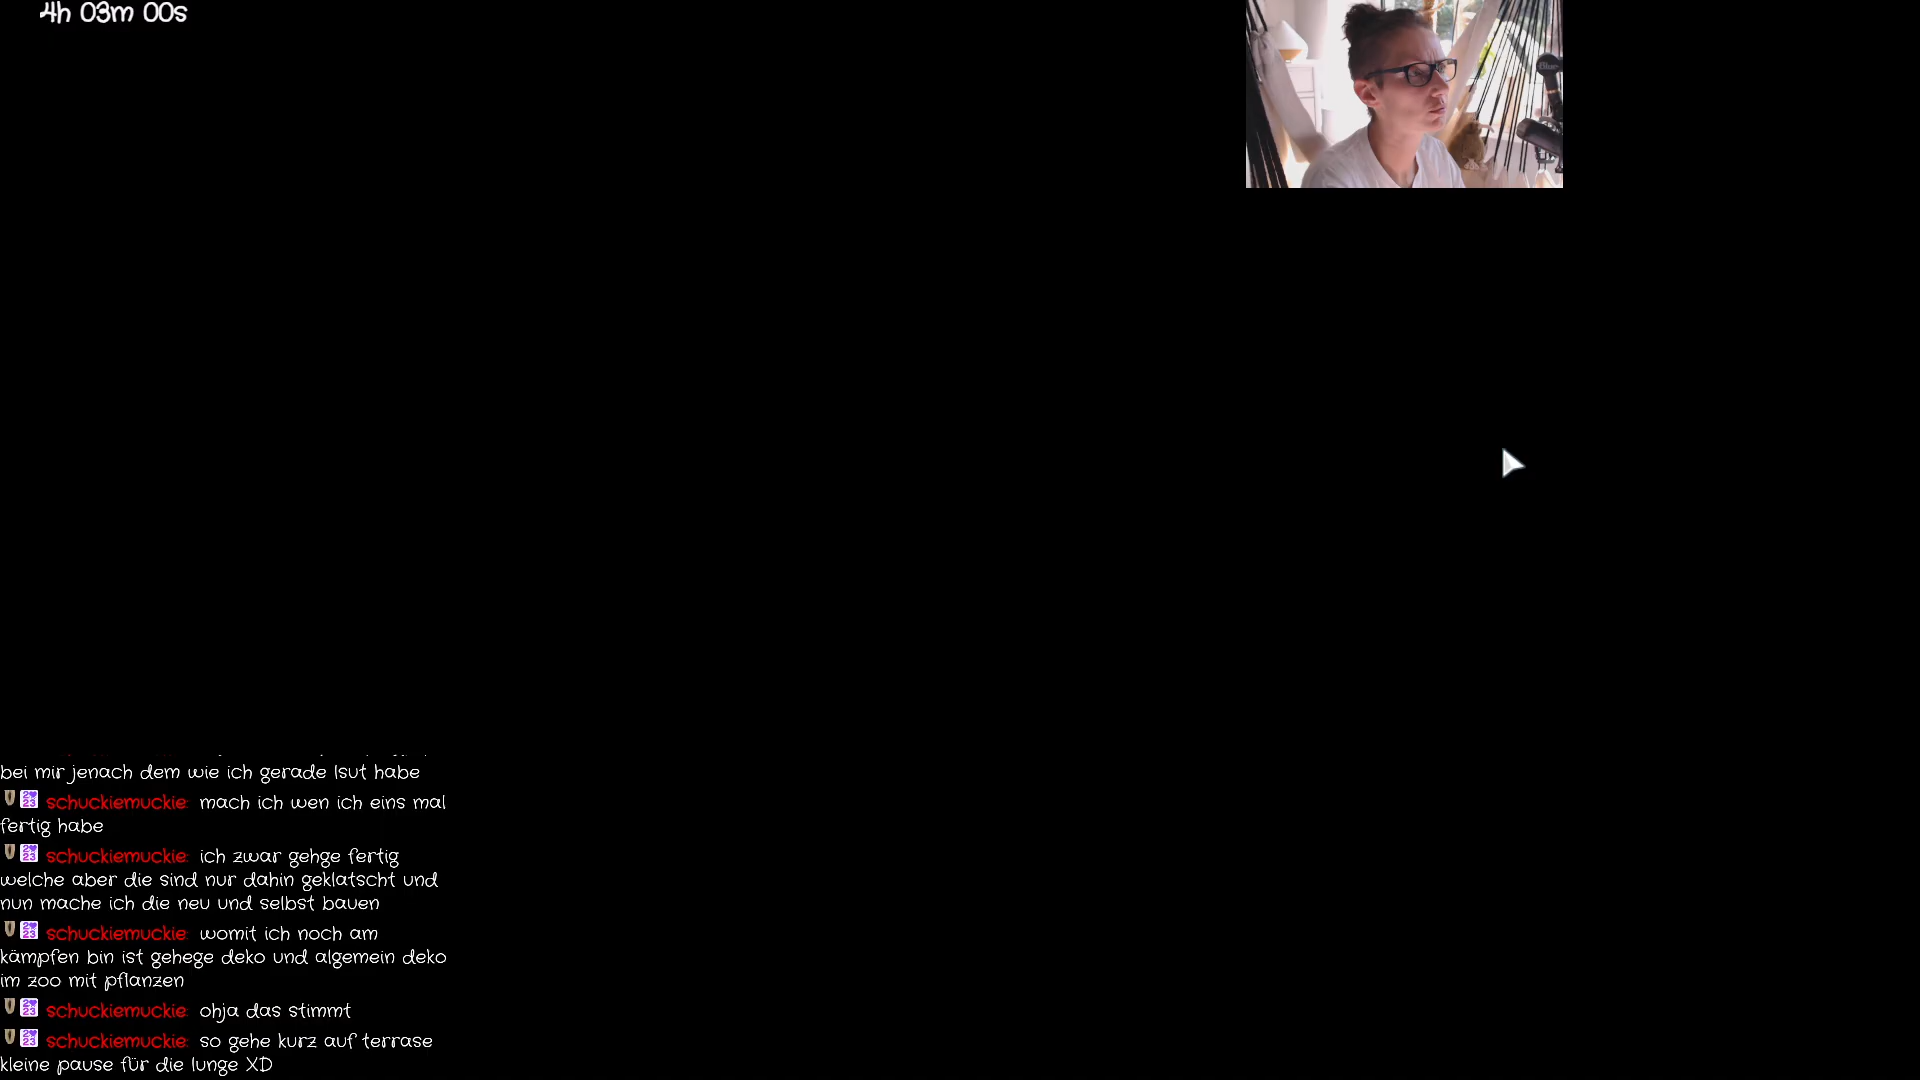 4h 03m 00s
bei mir jenach dem wie ich gerade lsut habe
schuckiemuckie: mach ich wen ich eins mal
fertig habe
schuckiemuckie: ich zwar gehge fertig
welche aber die sind nur dahin geklatscht und
nun mache ich die neu und selbst bauen
schuckiemuckie: womit ich noch am
kämpfen bin ist gehege deko und algemein deko
im zoo mit pflanzen
schuckiemuckie: ohja das stimmt
schuckiemuckie: so gehe kurz auf terrase
kleine pause für die lunge XD